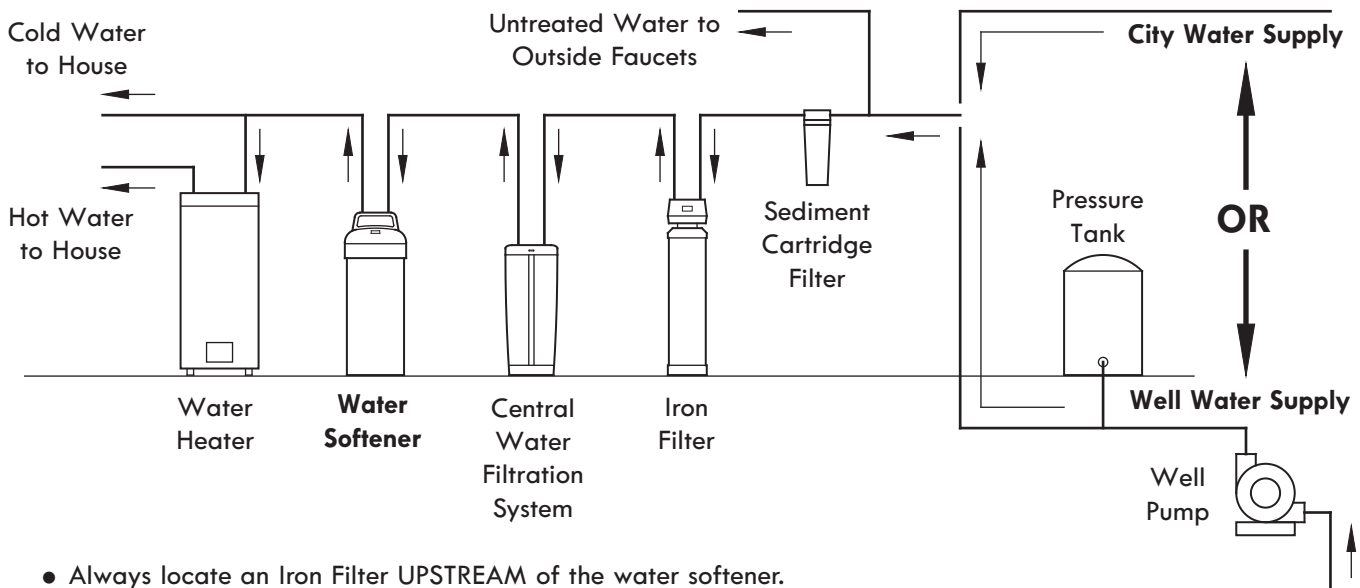 Cold Water
to House
Untreated Water to
Outside Faucets
City Water Supply
Hot Water
to House
Sediment
Cartridge
Filter
Pressure
Tank
OR
Water
Heater
Water
Softener
Central
Water
Filtration
System
Iron
Filter
Well Water Supply
Well
Pump
● Always locate an Iron Filter UPSTREAM of the water softener.